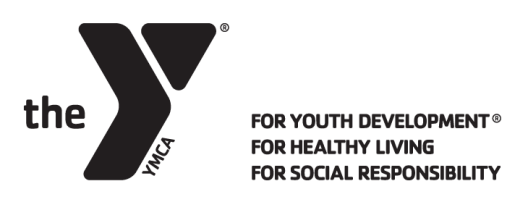 the Y®
YMCA
FOR YOUTH DEVELOPMENT®
FOR HEALTHY LIVING
FOR SOCIAL RESPONSIBILITY